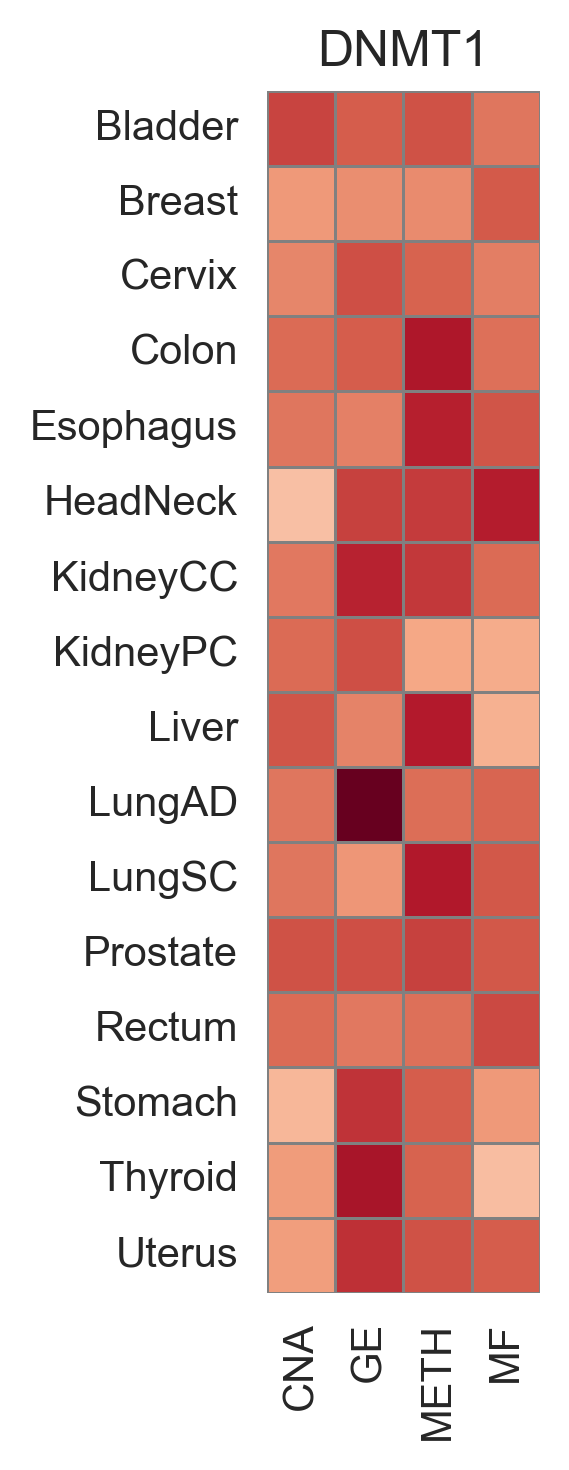 DNMT1
Bladder
Breast
Cervix
Colon
Esophagus
HeadNeck
KidneyCC
KidneyPC
Liver
LungAD
LungSC
Prostate
Rectum
Stomach
Thyroid
Uterus
CNA
GE
METH
MF